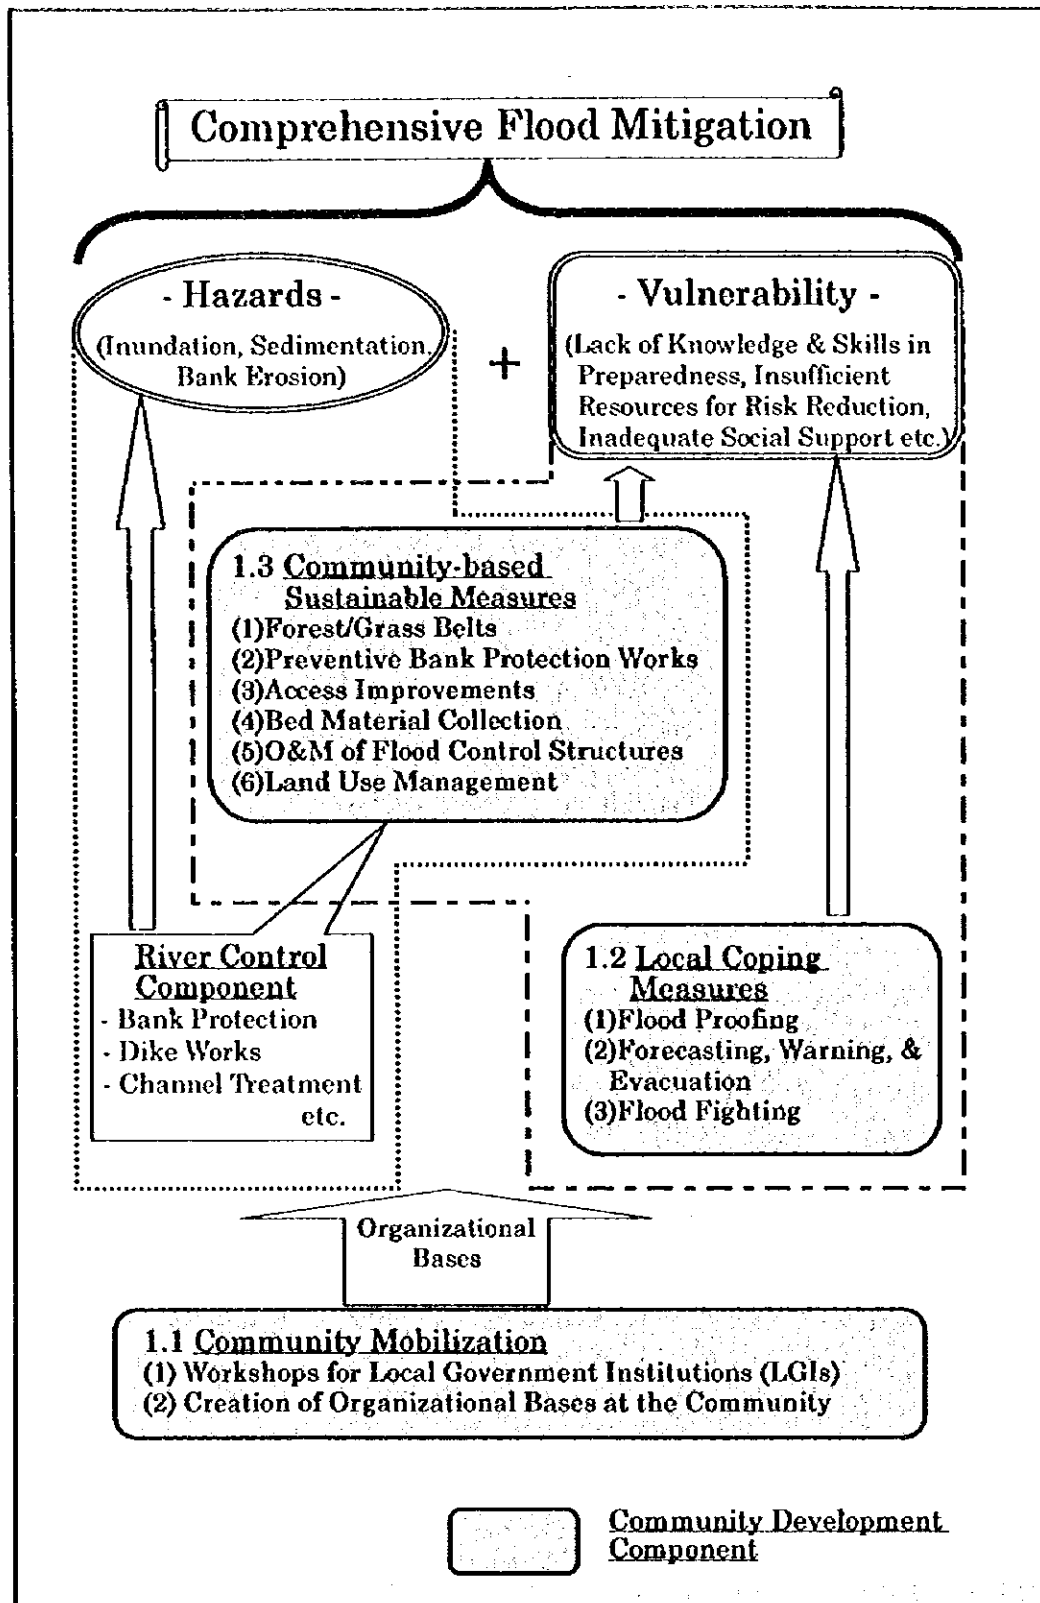 Comprehensive Flood Mitigation
- Hazards -
(Inundation, Sedimentation,
Bank Erosion)
+
- Vulnerability -
(Lack of Knowledge & Skills in
Preparedness, Insufficient
Resources for Risk Reduction,
Inadequate Social Support etc.)
1.3 Community-based
Sustainable Measures
(1)Forest/Grass Belts
(2)Preventive Bank Protection Works
(3)Access Improvements
(4)Bed Material Collection
(5)O&M of Flood Control Structures
(6)Land Use Management
River Control
Component
- Bank Protection
- Dike Works
- Channel Treatment
etc.
1.2 Local Coping
Measures
(1)Flood Proofing
(2)Forecasting, Warning, &
Evacuation
(3)Flood Fighting
Organizational
Bases
1.1 Community Mobilization
(1) Workshops for Local Government Institutions (LGIs)
(2) Creation of Organizational Bases at the Community
Community Development
Component